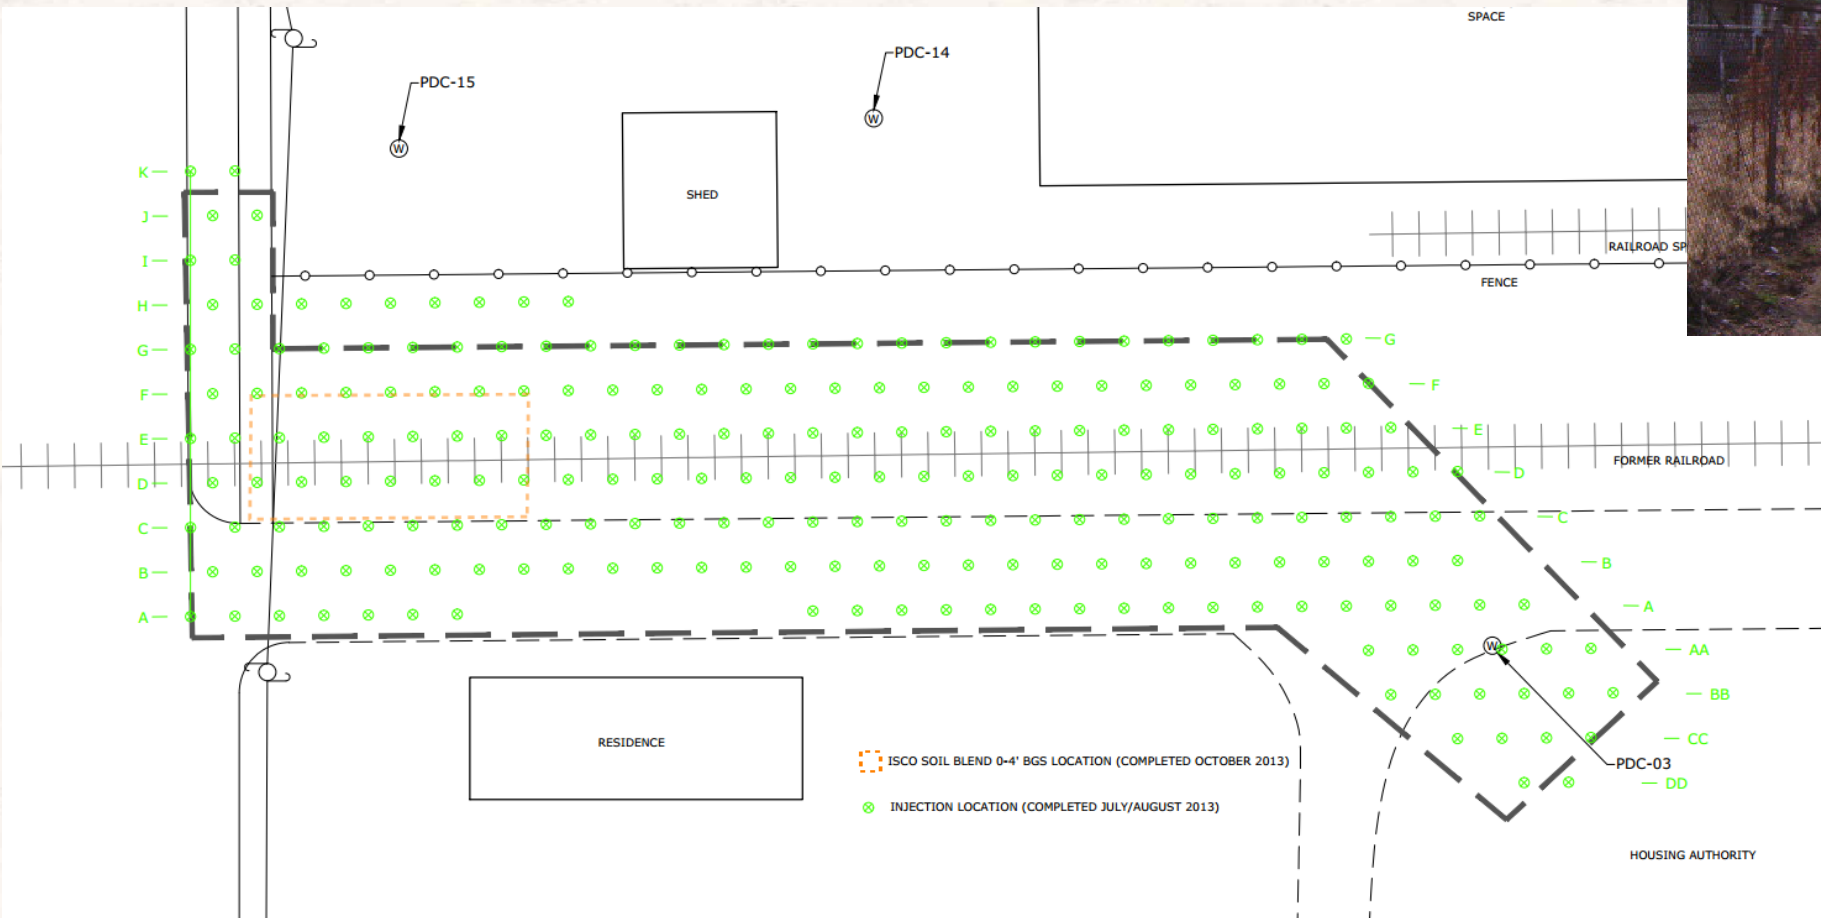 SPACE
PDC-14
PDC-15
K
SHED
J
RAILROAD SP
I
FENCE
H
G
G
F
F
E
E
FORMER RAILROAD
D
D
C
C
B
B
A
A
AA
BB
RESIDENCE
CC
ISCO SOIL BLEND 0-4' BGS LOCATION (COMPLETED OCTOBER 2013)
PDC-03
DD
INJECTION LOCATION (COMPLETED JULY/AUGUST 2013)
HOUSING AUTHORITY
W
W
W